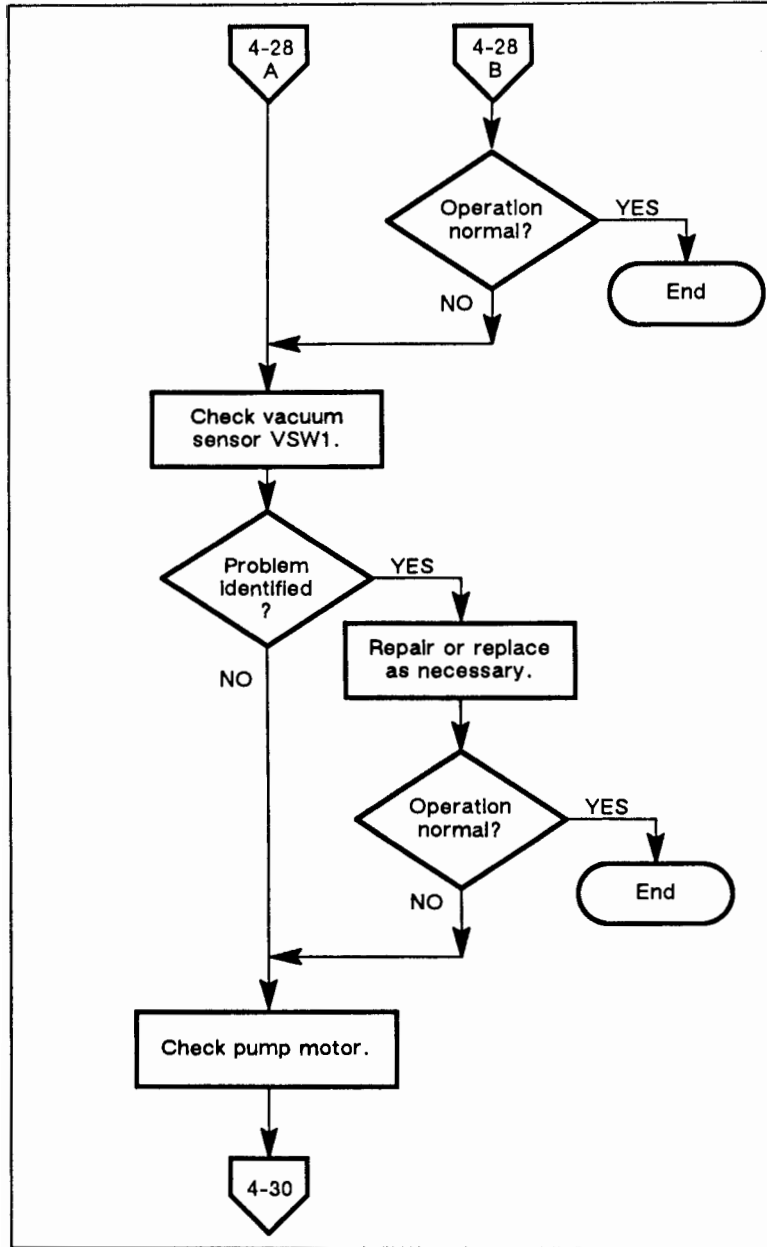 4-28
A
4-28
B
Operation
normal?
YES
End
NO
Check vacuum
sensor VSW1.
Problem
identified
?
YES
Repair or replace
as necessary.
NO
Operation
normal?
YES
End
NO
Check pump motor.
4-30